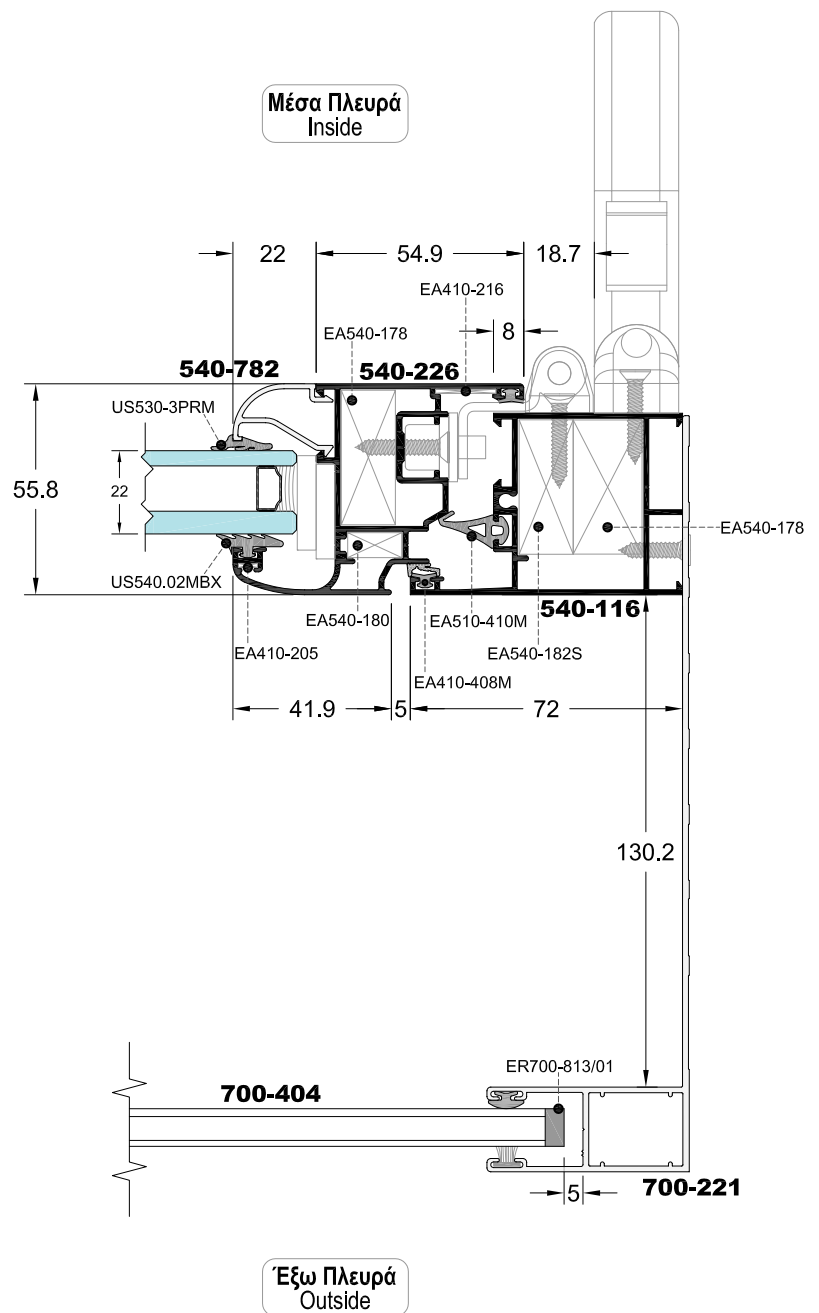 Μέσα Πλευρά
Inside
22
54.9
18.7
EA410-216
8
EA540-178
540-782
540-226
US530-3PRM
55.8
22
EA540-178
US540.02MBX
EA540-180
EA510-410M
540-116
EA410-205
EA540-182S
EA410-408M
41.9
5
72
130.2
ER700-813/01
700-404
5
700-221
Έξω Πλευρά
Outside